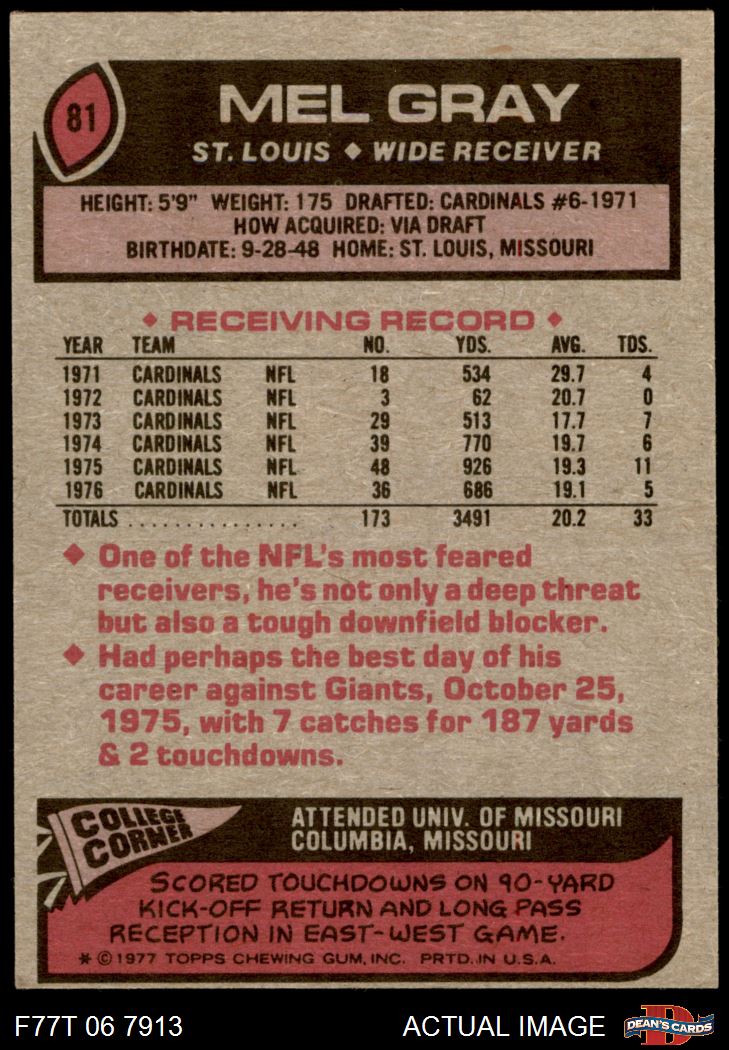 81
MEL GRAY
ST. LOUIS ◆ WIDE RECEIVER
HEIGHT: 5'9" WEIGHT: 175 DRAFTED: CARDINALS #6-1971
HOW ACQUIRED: VIA DRAFT
BIRTHDATE: 9-28-48 HOME: ST. LOUIS, MISSOURI
◆ RECEIVING RECORD ◆
YEAR TEAM NO. YDS. AVG. TDS.
1971 CARDINALS NFL 18 534 29.7 4
1972 CARDINALS NFL 3 62 20.7 0
1973 CARDINALS NFL 29 513 17.7 7
1974 CARDINALS NFL 39 770 19.7 6
1975 CARDINALS NFL 48 926 19.3 11
1976 CARDINALS NFL 36 686 19.1 5
TOTALS ............... 173 3491 20.2 33
◆ One of the NFL's most feared
receivers, he's not only a deep threat
but also a tough downfield blocker.
◆ Had perhaps the best day of his
career against Giants, October 25,
1975, with 7 catches for 187 yards
& 2 touchdowns.
COLLEGE
CORNER
ATTENDED UNIV. OF MISSOURI
COLUMBIA, MISSOURI
SCORED TOUCHDOWNS ON 90-YARD
KICK-OFF RETURN AND LONG PASS
RECEPTION IN EAST-WEST GAME.
* © 1977 TOPPS CHEWING GUM, INC. PRTD. IN U.S.A.
F77T 06 7913
ACTUAL IMAGE
D
DEAN'S CARDS